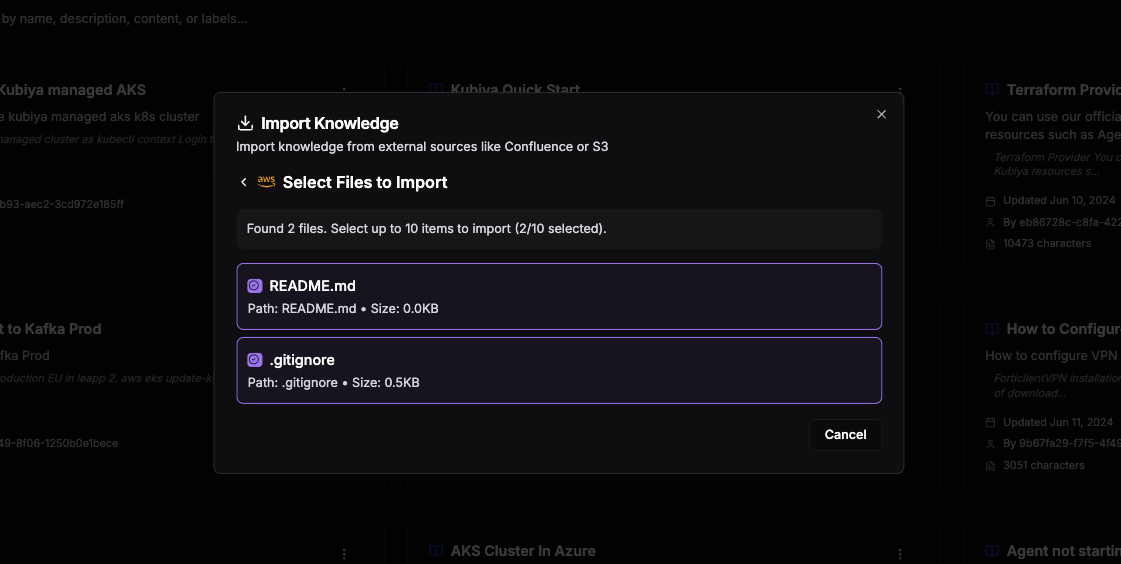 by name, description, content, or labels...
Kubiya managed AKS
e kubiya managed aks k8s cluster
managed cluster as kubectl context Login t
b93-aec2-3cd972e185ff
Kubiya Quick Start
Terraform Provid
You can use our officia
resources such as Age
Terraform Provider You c
Kubiya resources s...
Updated Jun 10, 2024
By eb86728c-c8fa-422
10473 characters
Import Knowledge
Import knowledge from external sources like Confluence or S3
aws Select Files to Import
Found 2 files. Select up to 10 items to import (2/10 selected).
README.md
Path: README.md • Size: 0.0KB
.gitignore
Path: .gitignore • Size: 0.5KB
Cancel
t to Kafka Prod
fka Prod
roduction EU in leapp 2. aws eks update-k
49-8f06-1250b0e1bece
How to Configure
How to configure VPN
ForticlientVPN installation
of download...
Updated Jun 11, 2024
By 9b67fa29-f7f5-4f49
3051 characters
AKS Cluster In Azure
Agent not startin